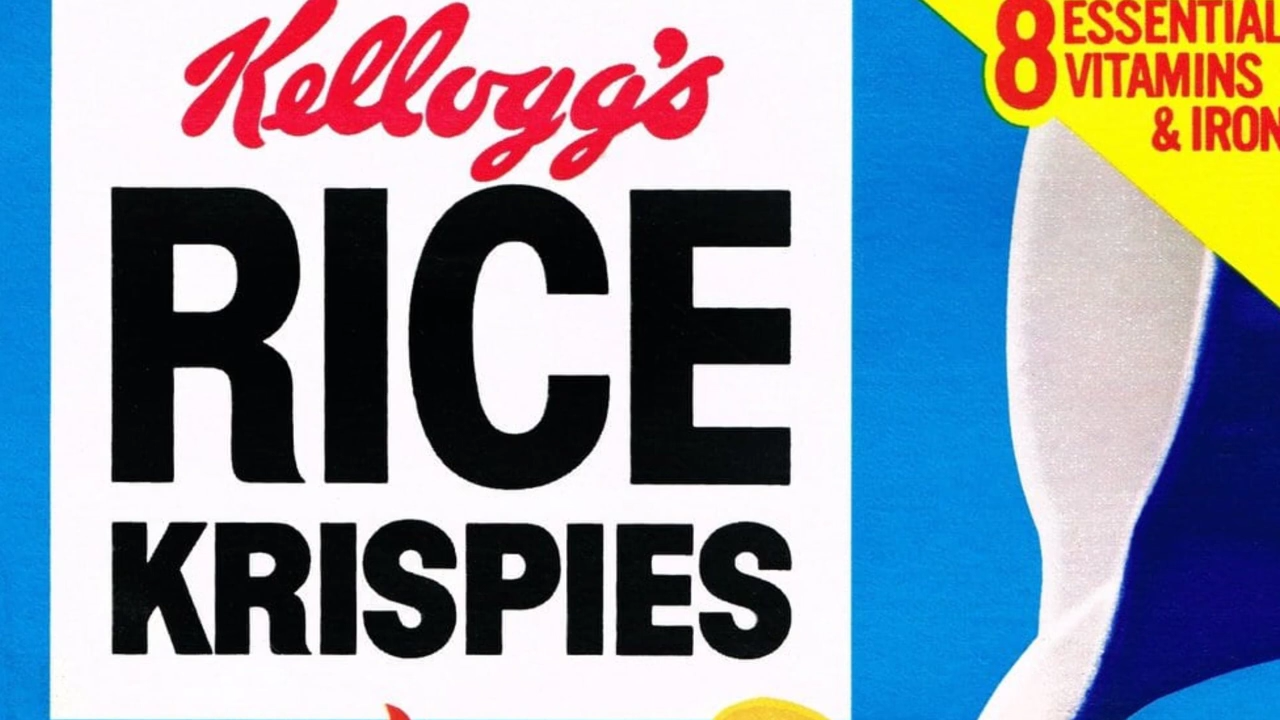 Kellogg's
RICE
KRISPIES
8 ESSENTIAL
VITAMINS
& IRON